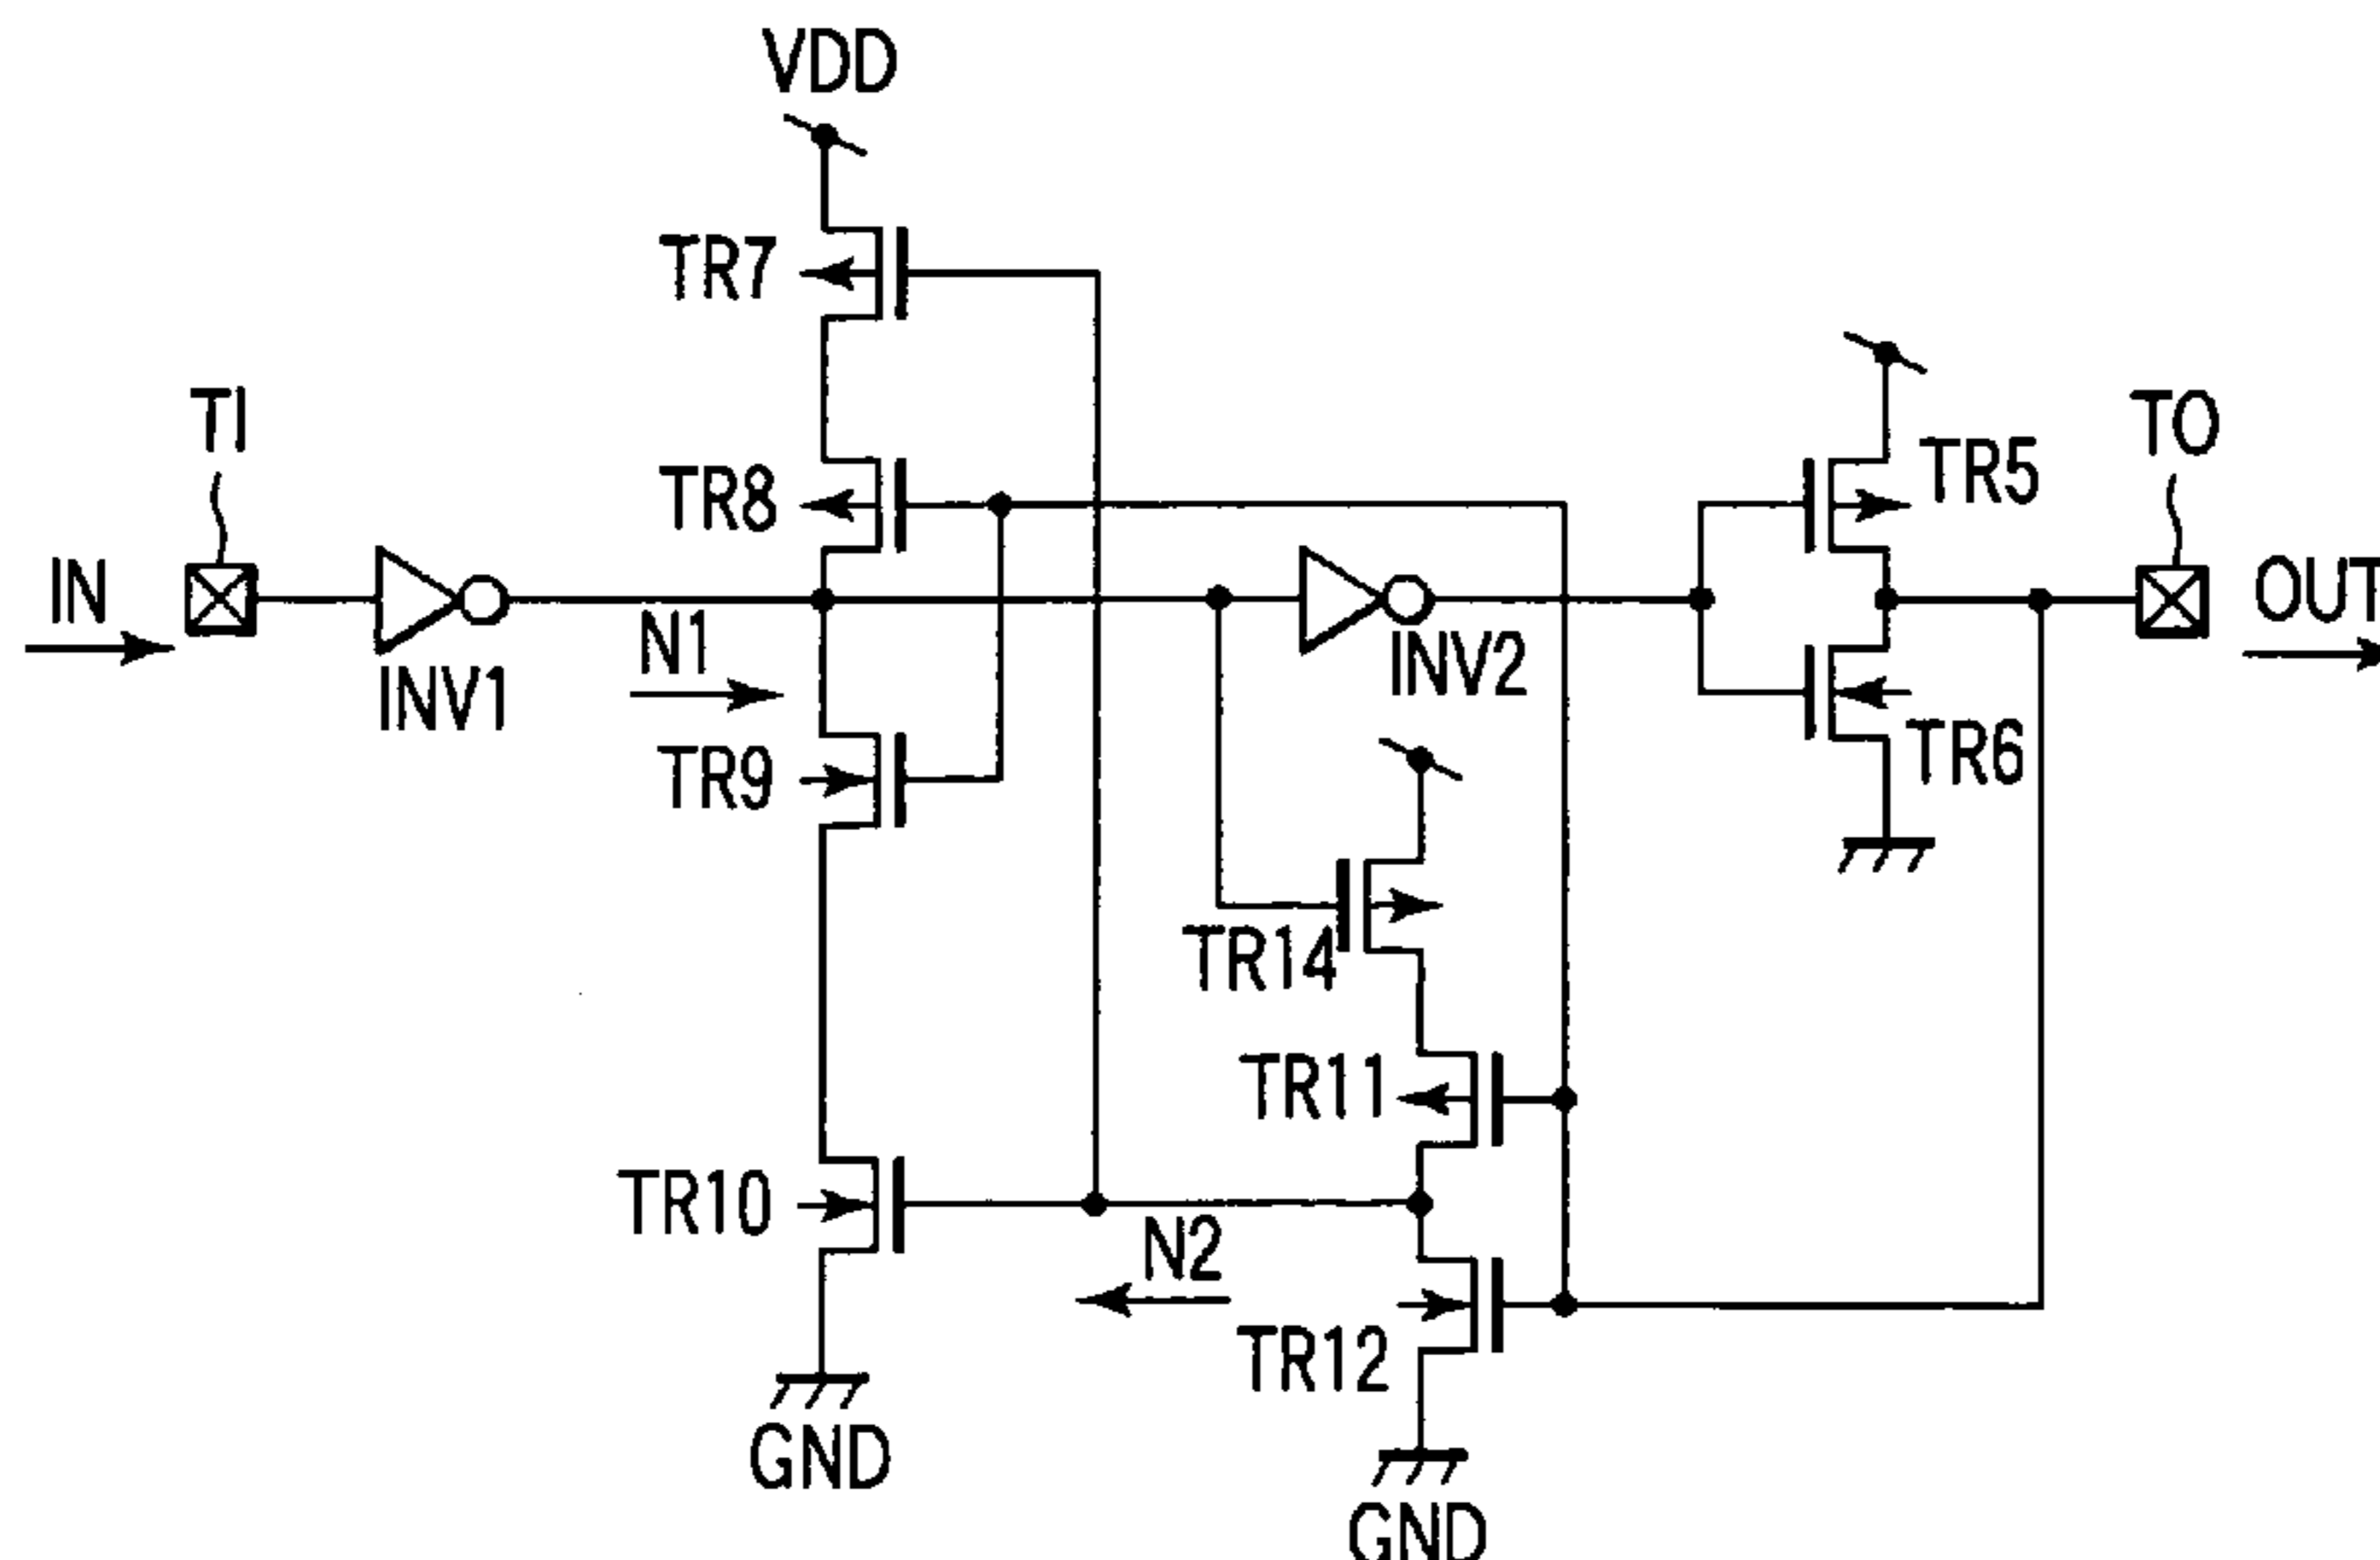 VDD
TR7
TI
TO
TR5
TR8
IN
OUT
N1
INV2
INV1
TR9
TR6
TR14
TR11
TR10
N2
TR12
GND
GND